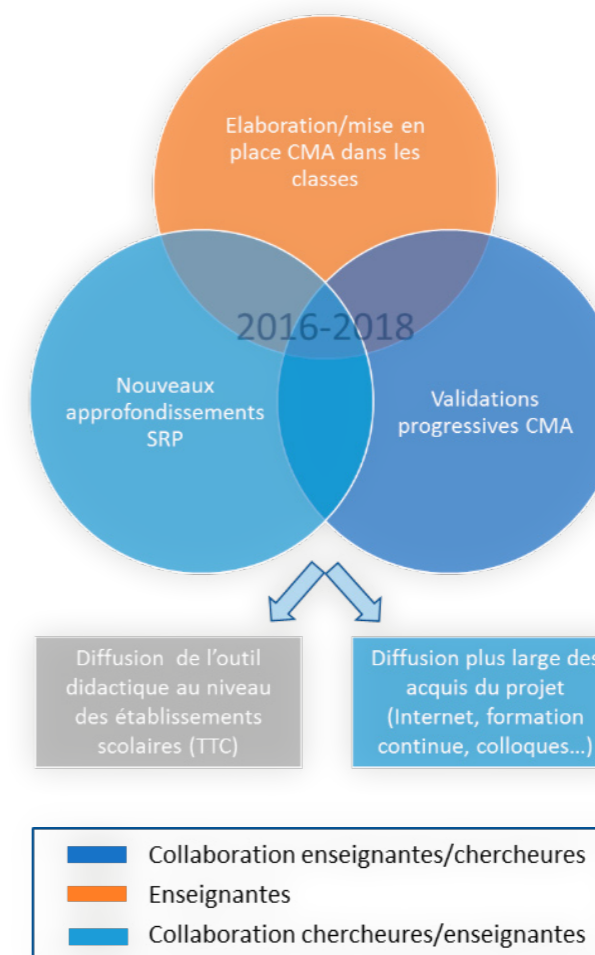 Elaboration/mise en
place CMA dans les
classes
2016-2018
Nouveaux
approfondissements
SRP
Validations
progressives CMA
Diffusion de l'outil
didactique au niveau
des établissements
scolaires (TTC)
Diffusion plus large des
acquis du projet
(Internet, formation
continue, colloques…)
Collaboration enseignantes/chercheures
Enseignantes
Collaboration chercheures/enseignantes